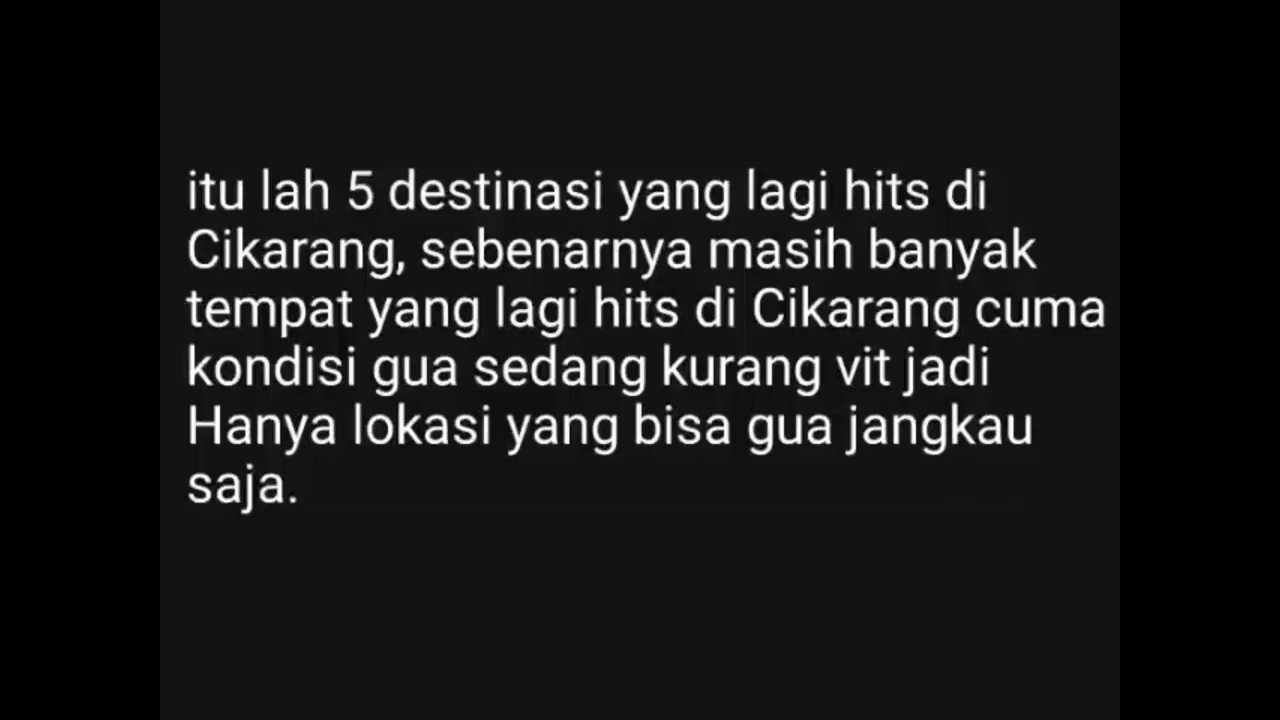 itu lah 5 destinasi yang lagi hits di
Cikarang, sebenarnya masih banyak
tempat yang lagi hits di Cikarang cuma
kondisi gua sedang kurang vit jadi
Hanya lokasi yang bisa gua jangkau
saja.